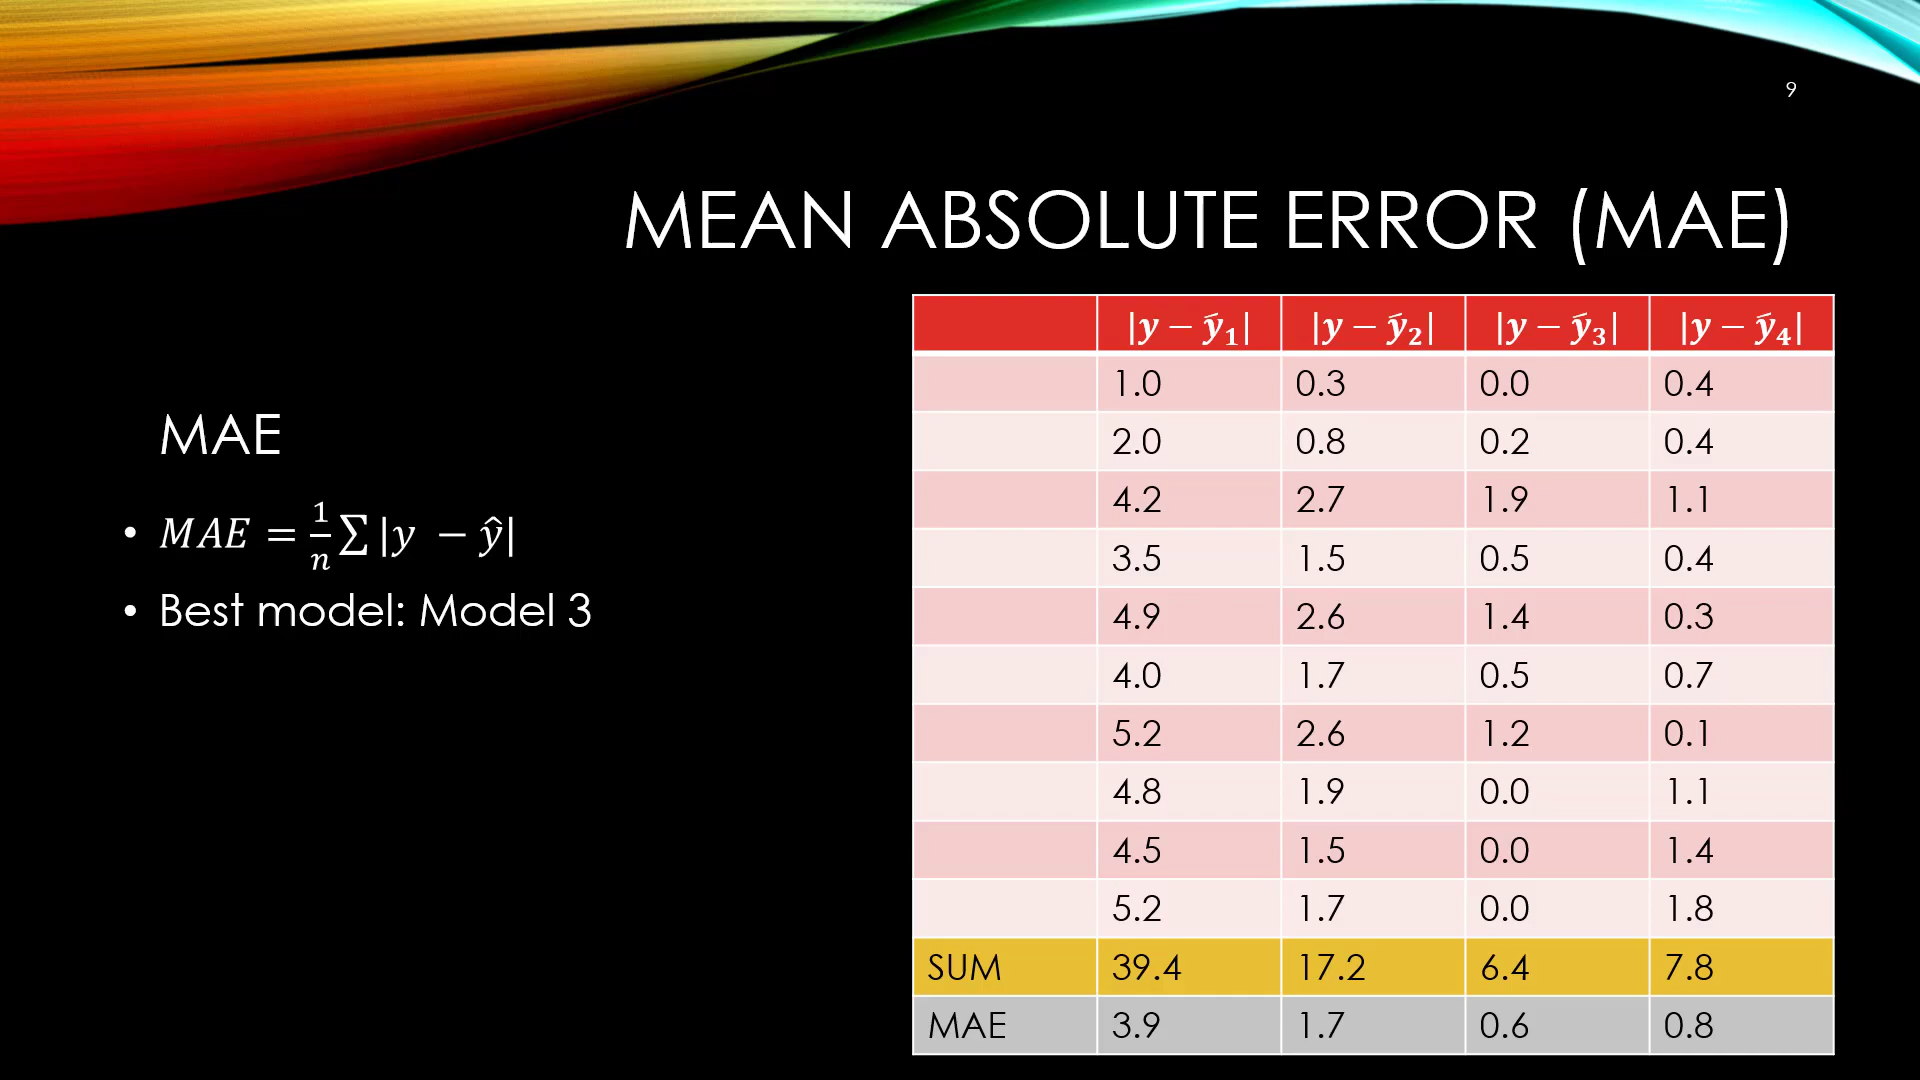 9
MEAN ABSOLUTE ERROR (MAE)
MAE
• MAE = 1/n ∑|y − ŷ|
• Best model: Model 3
|y − ȳ₁| |y − ȳ₂| |y − ȳ₃| |y − ȳ₄|
1.0 0.3 0.0 0.4
2.0 0.8 0.2 0.4
4.2 2.7 1.9 1.1
3.5 1.5 0.5 0.4
4.9 2.6 1.4 0.3
4.0 1.7 0.5 0.7
5.2 2.6 1.2 0.1
4.8 1.9 0.0 1.1
4.5 1.5 0.0 1.4
5.2 1.7 0.0 1.8
SUM 39.4 17.2 6.4 7.8
MAE 3.9 1.7 0.6 0.8